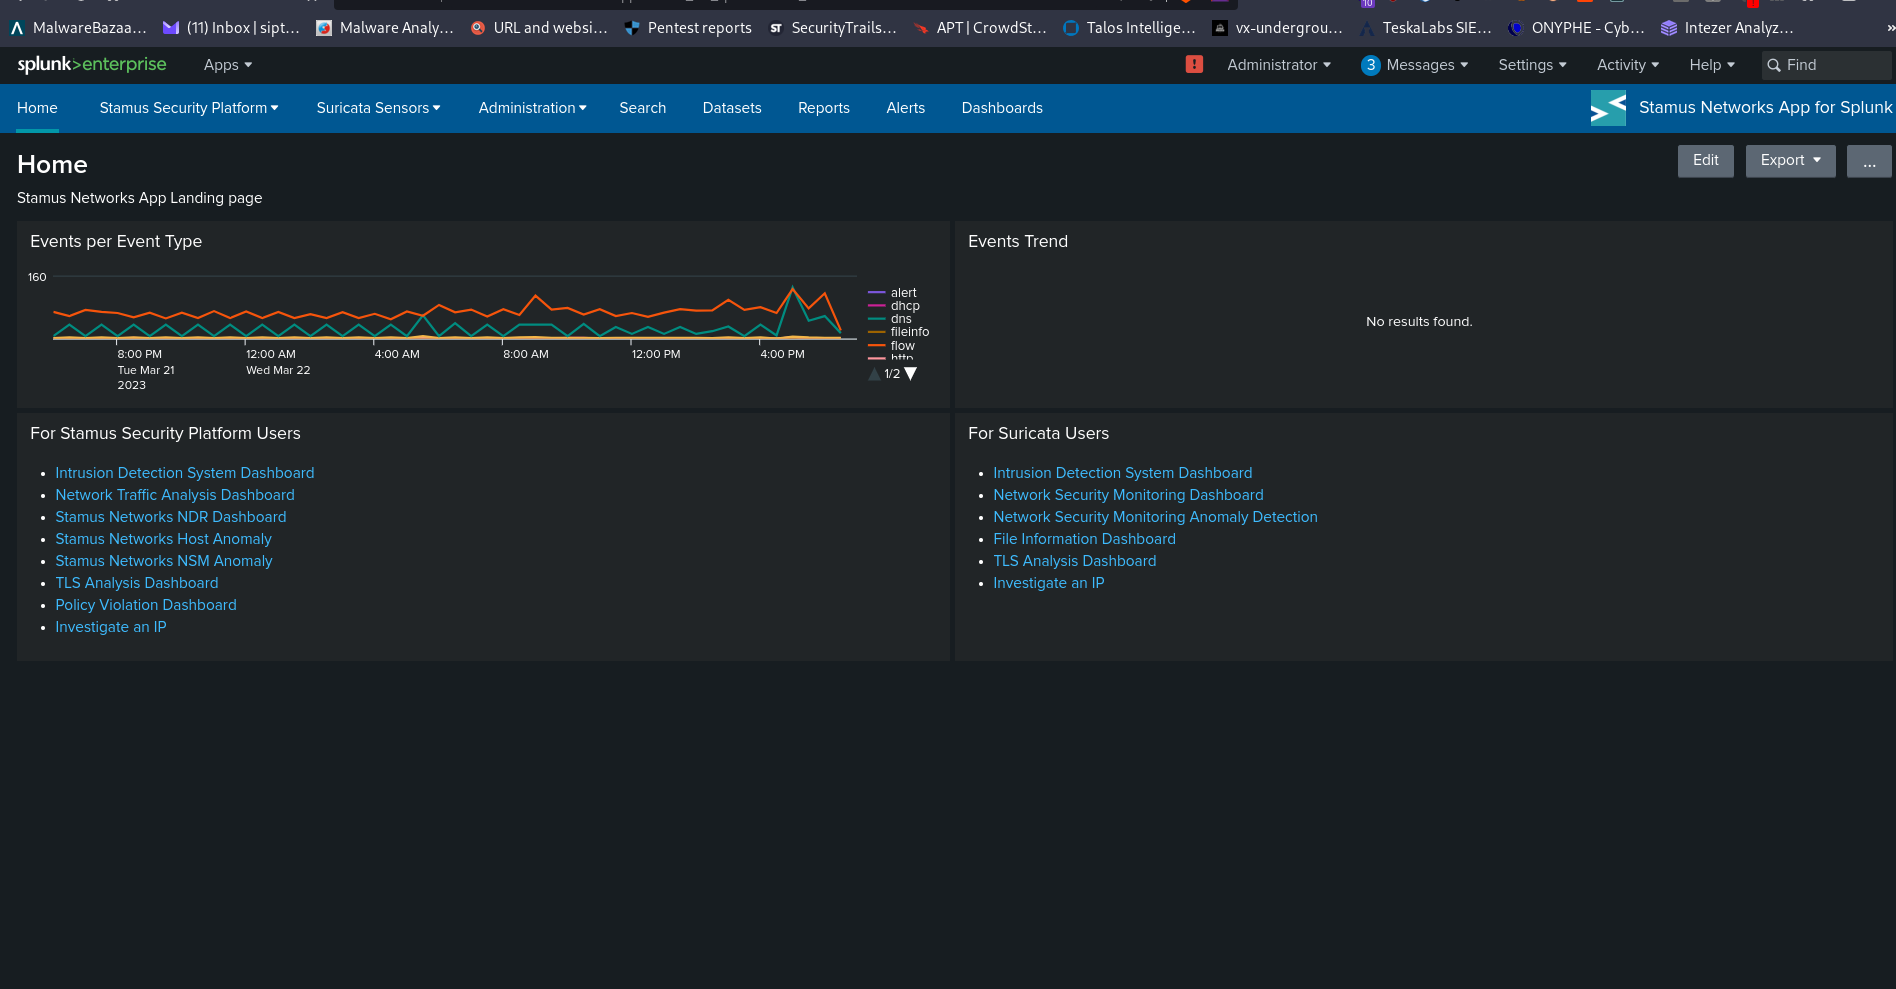 MalwareBazaa… (11) Inbox | sipt… Malware Analy… URL and websi… Pentest reports SecurityTrails… APT | CrowdSt… Talos Intellige… vx-undergrou… TeskaLabs SIE… ONYPHE - Cyb… Intezer Analyz… »
splunk>enterprise Apps ! Administrator 3 Messages Settings Activity Help Find
Home Stamus Security Platform Suricata Sensors Administration Search Datasets Reports Alerts Dashboards Stamus Networks App for Splunk
Home Edit Export ...
Stamus Networks App Landing page
Events per Event Type
160
8:00 PM 12:00 AM 4:00 AM 8:00 AM 12:00 PM 4:00 PM
Tue Mar 21 Wed Mar 22
2023
alert
dhcp
dns
fileinfo
flow
http
1/2
Events Trend
No results found.
For Stamus Security Platform Users
Intrusion Detection System Dashboard
Network Traffic Analysis Dashboard
Stamus Networks NDR Dashboard
Stamus Networks Host Anomaly
Stamus Networks NSM Anomaly
TLS Analysis Dashboard
Policy Violation Dashboard
Investigate an IP
For Suricata Users
Intrusion Detection System Dashboard
Network Security Monitoring Dashboard
Network Security Monitoring Anomaly Detection
File Information Dashboard
TLS Analysis Dashboard
Investigate an IP